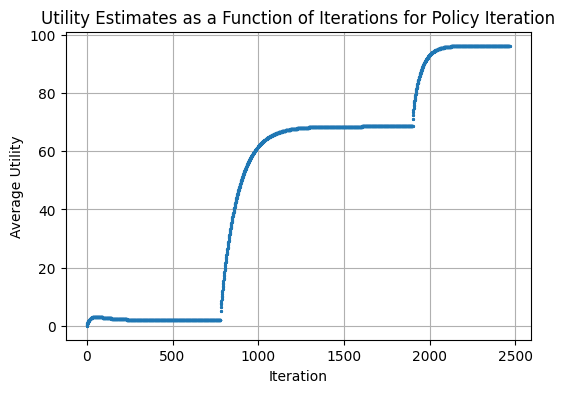 Utility Estimates as a Function of Iterations for Policy Iteration
100
80
60
40
20
0
Average Utility
0 500 1000 1500 2000 2500
Iteration